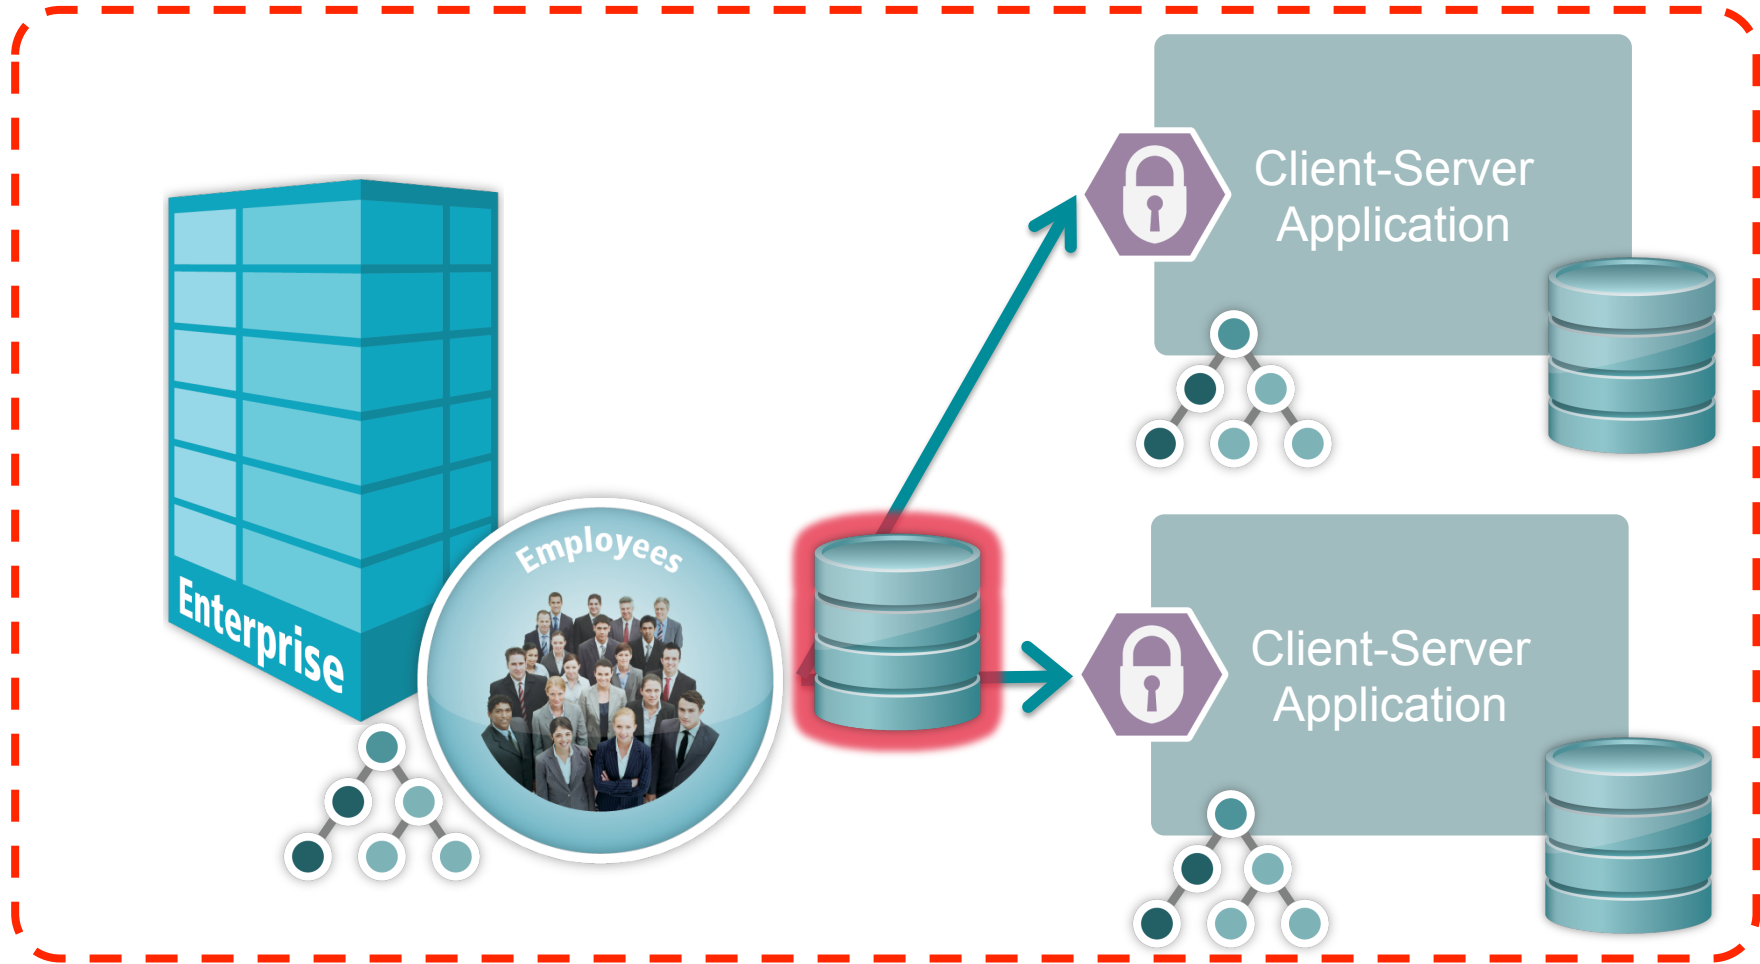 Enterprise
Employees
Client-Server
Application
Client-Server
Application